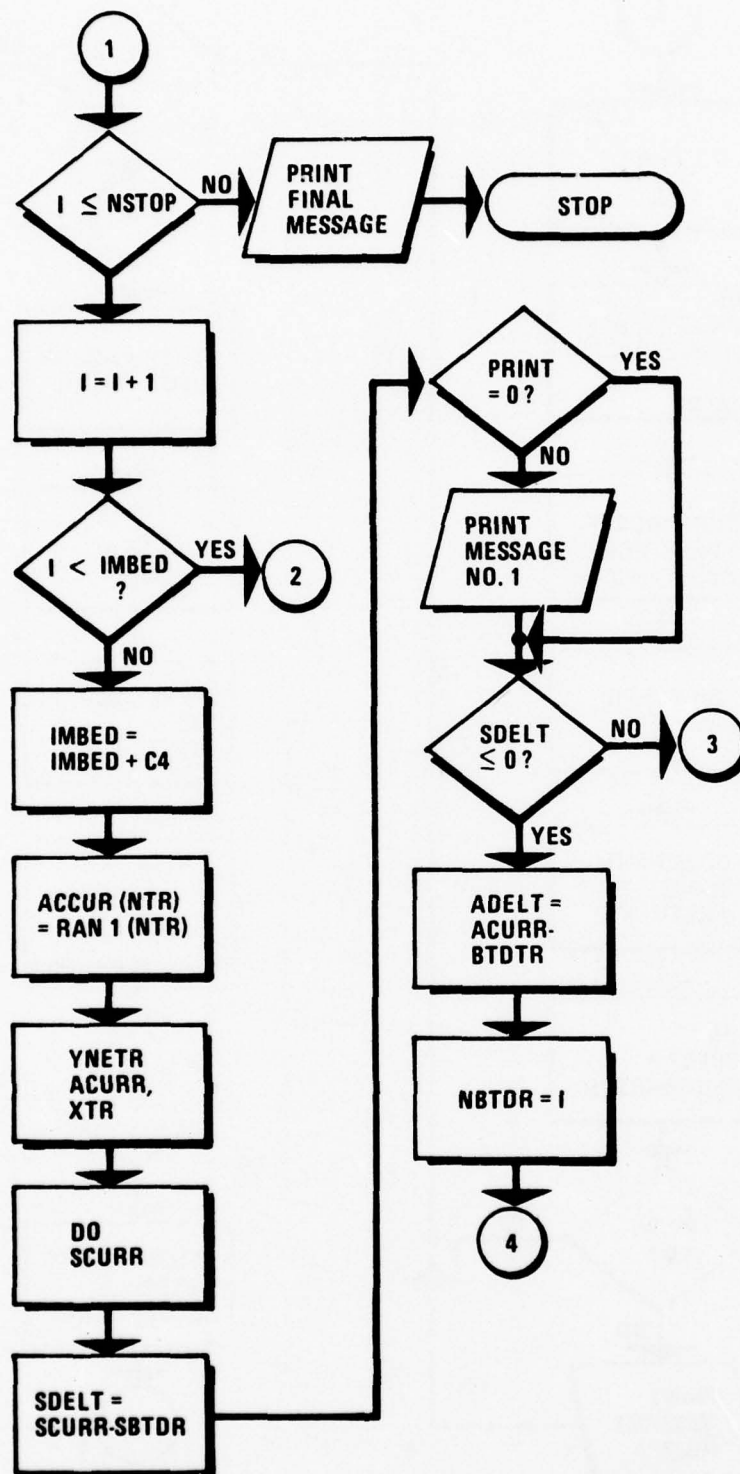 1
I ≤ NSTOP
NO
PRINT
FINAL
MESSAGE
STOP
I = I + 1
I < IMBED
?
YES
2
NO
IMBED =
IMBED + C4
ACCUR (NTR)
= RAN 1 (NTR)
YNETR
ACURR,
XTR
DO
SCURR
SDELT =
SCURR-SBTDR
PRINT
= 0 ?
YES
NO
PRINT
MESSAGE
NO. 1
SDELT
≤ 0 ?
NO
3
YES
ADELT =
ACURR-
BTDTR
NBTDR = I
4